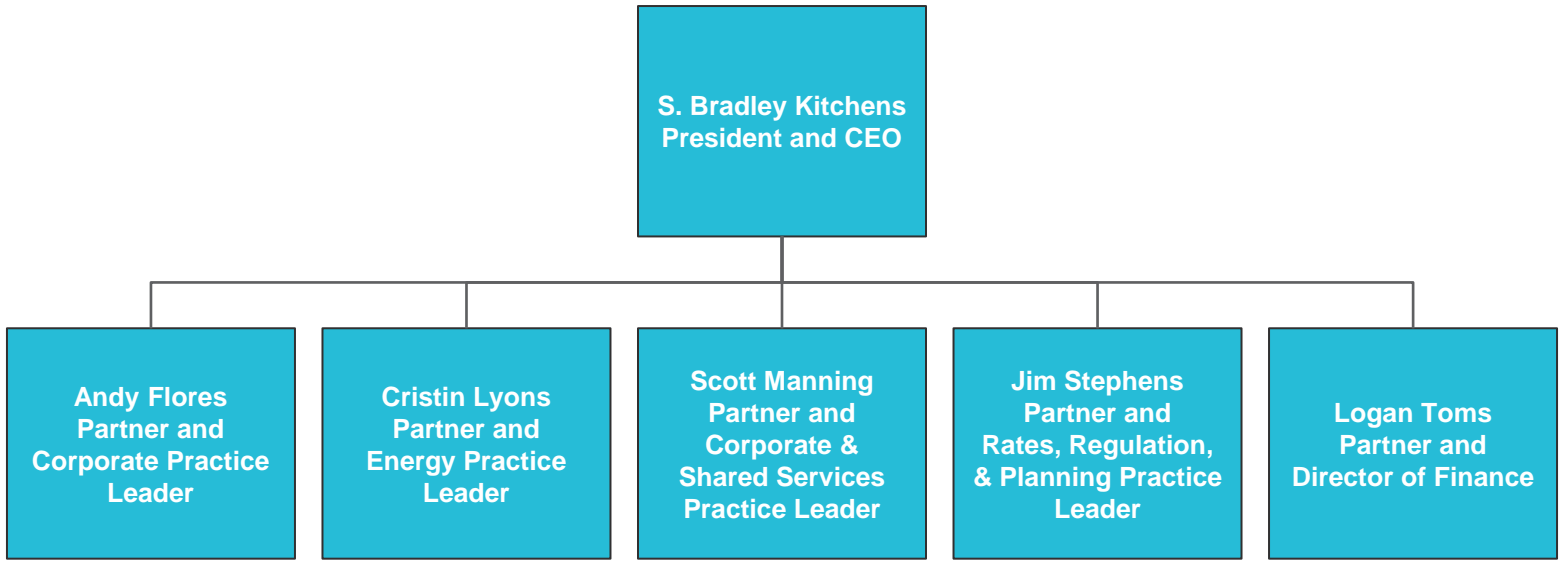 S. Bradley Kitchens
President and CEO
Andy Flores
Partner and
Corporate Practice
Leader
Cristin Lyons
Partner and
Energy Practice
Leader
Scott Manning
Partner and
Corporate &
Shared Services
Practice Leader
Jim Stephens
Partner and
Rates, Regulation,
& Planning Practice
Leader
Logan Toms
Partner and
Director of Finance